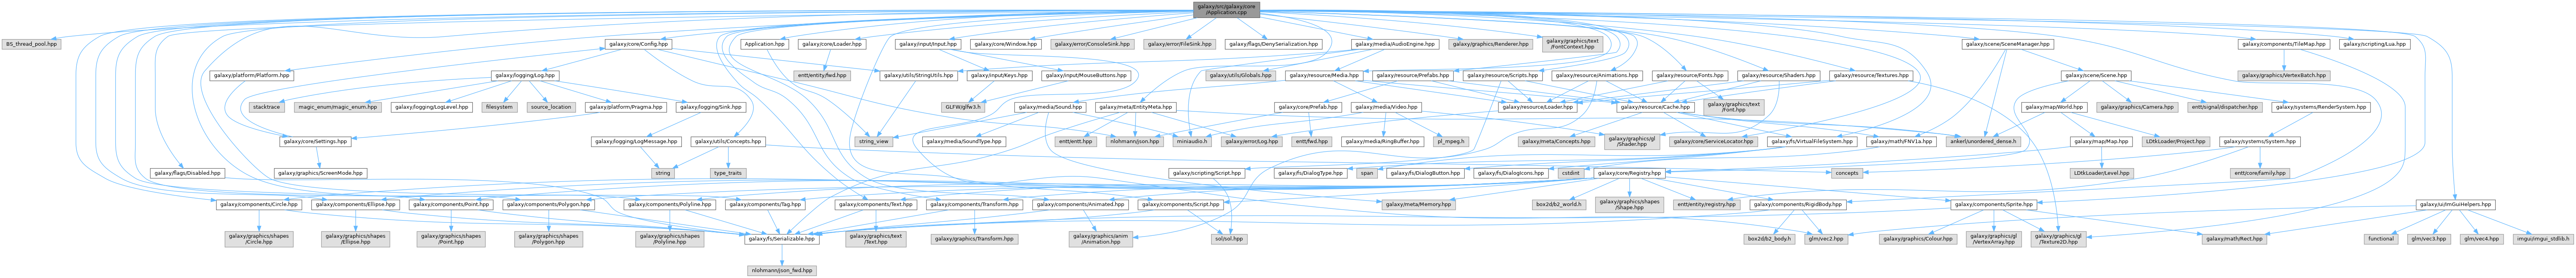 galaxy/src/galaxy/core
/Application.cpp
BS_thread_pool.hpp
galaxy/core/Config.hpp
Application.hpp
galaxy/core/Loader.hpp
galaxy/input/Input.hpp
galaxy/core/Window.hpp
galaxy/error/ConsoleSink.hpp
galaxy/error/FileSink.hpp
galaxy/flags/DenySerialization.hpp
galaxy/media/AudioEngine.hpp
galaxy/graphics/Renderer.hpp
galaxy/graphics/text
/FontContext.hpp
galaxy/scene/SceneManager.hpp
galaxy/components/TileMap.hpp
galaxy/scripting/Lua.hpp
galaxy/platform/Platform.hpp
galaxy/logging/Log.hpp
entt/entity/fwd.hpp
galaxy/utils/StringUtils.hpp
galaxy/input/Keys.hpp
galaxy/input/MouseButtons.hpp
galaxy/utils/Globals.hpp
galaxy/resource/Media.hpp
galaxy/resource/Prefabs.hpp
galaxy/resource/Scripts.hpp
galaxy/resource/Animations.hpp
galaxy/resource/Fonts.hpp
galaxy/resource/Shaders.hpp
galaxy/resource/Textures.hpp
galaxy/scene/Scene.hpp
galaxy/graphics/VertexBatch.hpp
stacktrace
magic_enum/magic_enum.hpp
galaxy/logging/LogLevel.hpp
filesystem
source_location
galaxy/platform/Pragma.hpp
galaxy/logging/Sink.hpp
GLFW/glfw3.h
galaxy/media/Sound.hpp
galaxy/meta/EntityMeta.hpp
core/Prefab.hpp
galaxy/media/Video.hpp
galaxy/resource/Loader.hpp
galaxy/resource/Cache.hpp
galaxy/graphics/text
/Font.hpp
galaxy/map/World.hpp
galaxy/graphics/Camera.hpp
entt/signal/dispatcher.hpp
galaxy/systems/RenderSystem.hpp
galaxy/core/Settings.hpp
galaxy/logging/LogMessage.hpp
galaxy/utils/Concepts.hpp
string_view
galaxy/media/SoundType.hpp
entt/entt.hpp
nlohmann/json.hpp
miniaudio.h
galaxy/error/Log.hpp
entt/fwd.hpp
galaxy/media/RingBuffer.hpp
pl_mpeg.h
galaxy/meta/Concepts.hpp
galaxy/graphics/gl
/Shader.hpp
galaxy/core/ServiceLocator.hpp
galaxy/fs/VirtualFileSystem.hpp
galaxy/math/FNV1a.hpp
ankerl/unordered_dense.h
galaxy/map/Map.hpp
LDtkLoader/Project.hpp
galaxy/systems/System.hpp
galaxy/flags/Disabled.hpp
galaxy/graphics/ScreenMode.hpp
string
type_traits
galaxy/scripting/Script.hpp
galaxy/fs/DialogType.hpp
span
galaxy/fs/DialogButton.hpp
galaxy/fs/DialogIcons.hpp
cstdint
galaxy/core/Registry.hpp
concepts
LDtkLoader/Level.hpp
entt/core/family.hpp
galaxy/components/Circle.hpp
galaxy/components/Ellipse.hpp
galaxy/components/Point.hpp
galaxy/components/Polygon.hpp
galaxy/components/Polyline.hpp
galaxy/components/Tag.hpp
galaxy/components/Text.hpp
galaxy/components/Transform.hpp
galaxy/components/Animated.hpp
galaxy/components/Script.hpp
galaxy/meta/Memory.hpp
box2d/b2_world.h
galaxy/graphics/shapes
/Shape.hpp
entt/entity/registry.hpp
galaxy/components/RigidBody.hpp
galaxy/components/Sprite.hpp
galaxy/ui/ImGuiHelpers.hpp
galaxy/graphics/shapes
/Circle.hpp
galaxy/graphics/shapes
/Ellipse.hpp
galaxy/graphics/shapes
/Point.hpp
galaxy/graphics/shapes
/Polygon.hpp
galaxy/graphics/shapes
/Polyline.hpp
galaxy/fs/Serializable.hpp
galaxy/graphics/text
/Text.hpp
galaxy/graphics/Transform.hpp
galaxy/graphics/anim
/Animation.hpp
sol/sol.hpp
box2d/b2_body.h
glm/vec2.hpp
galaxy/graphics/Colour.hpp
galaxy/graphics/gl
/VertexArray.hpp
galaxy/graphics/gl
/Texture2D.hpp
galaxy/math/Rect.hpp
functional
glm/vec3.hpp
glm/vec4.hpp
imgui/imgui_stdlib.h
nlohmann/json_fwd.hpp